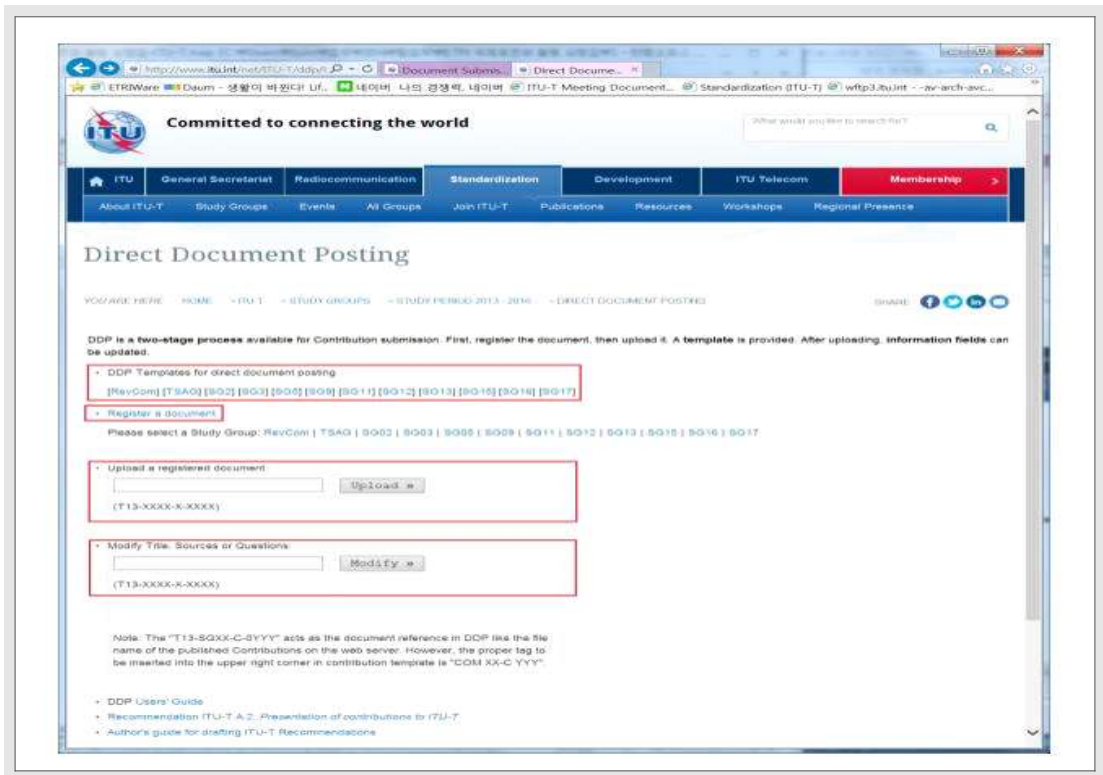 http://www.itu.int/net/ITU-T/ddp/
Document Submis...
Direct Docume...
ETRIWare
Daum - 생활이 바뀐다! Lif...
네이버 나의 경쟁력, 네이버
ITU-T Meeting Document...
Standardization (ITU-T)
wftp3.itu.int - -av-arch-avc...
ITU
Committed to connecting the world
What would you like to search for?
ITU
General Secretariat
Radiocommunication
Standardization
Development
ITU Telecom
Membership >
About ITU-T
Study Groups
Events
All Groups
Join ITU-T
Publications
Resources
Workshops
Regional Presence
Direct Document Posting
YOU ARE HERE HOME > ITU-T > STUDY GROUPS > STUDY PERIOD 2013 - 2016 > DIRECT DOCUMENT POSTING
SHARE
DDP is a two-stage process available for Contribution submission. First, register the document, then upload it. A template is provided. After uploading, information fields can
be updated.
DDP Templates for direct document posting
[RevCom] [TSAG] [SG2] [SG3] [SG5] [SG9] [SG11] [SG12] [SG13] [SG15] [SG16] [SG17]
Register a document
Please select a Study Group: RevCom | TSAG | SG02 | SG03 | SG05 | SG09 | SG11 | SG12 | SG13 | SG15 | SG16 | SG17
Upload a registered document
Upload »
(T13-XXXX-X-XXXX)
Modify Title, Sources or Questions:
Modify »
(T13-XXXX-X-XXXX)
Note: The "T13-SGXX-C-0YYY" acts as the document reference in DDP like the file
name of the published Contributions on the web server. However, the proper tag to
be inserted into the upper right corner in contribution template is "COM XX-C YYY".
DDP Users' Guide
Recommendation ITU-T A.2: Presentation of contributions to ITU-T
Author's guide for drafting ITU-T Recommendations